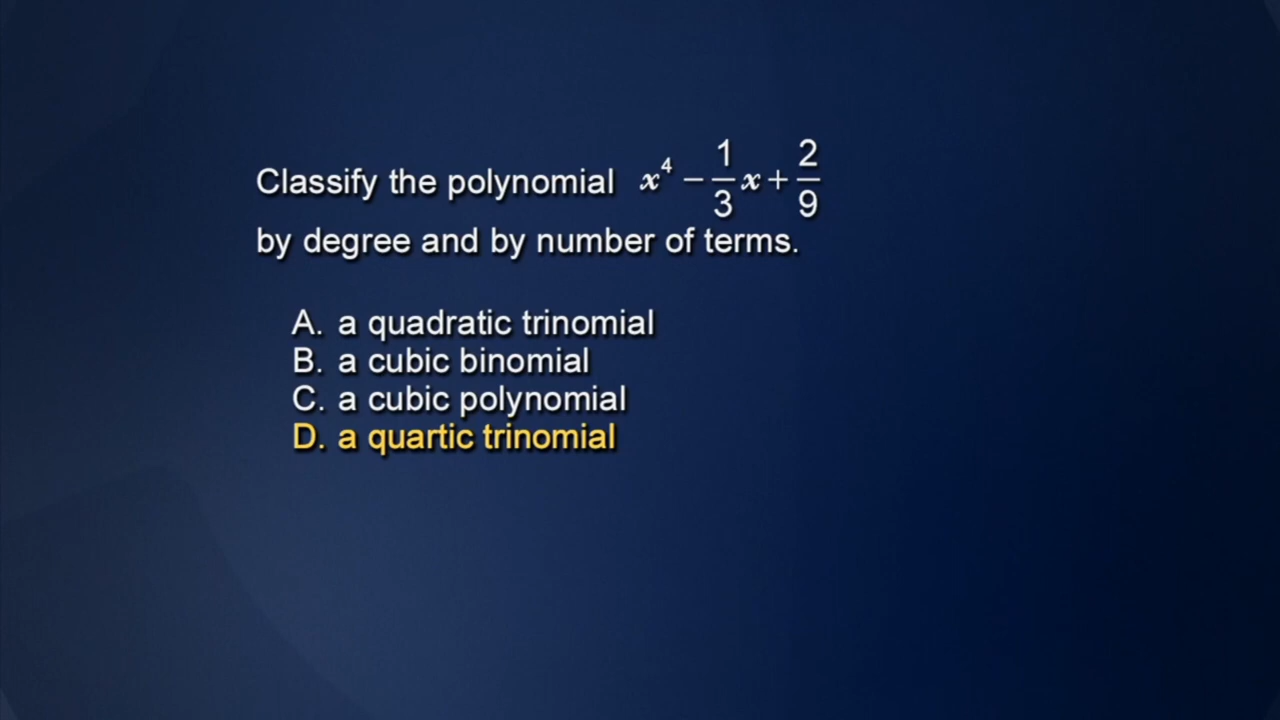 Classify the polynomial x⁴ − 1/3 x + 2/9
by degree and by number of terms.
A. a quadratic trinomial
B. a cubic binomial
C. a cubic polynomial
D. a quartic trinomial